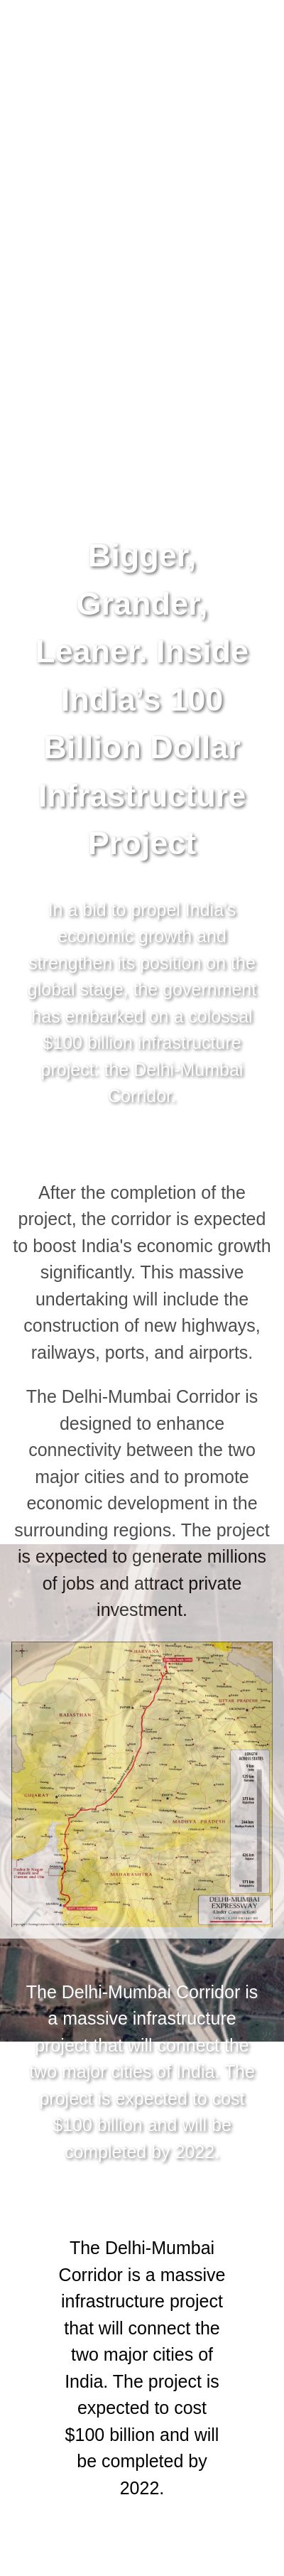 Bigger,
Grander,
Leaner. Inside
India's 100
Billion Dollar
Infrastructure
Project
In a bid to propel India's
economic growth and
strengthen its position on the
global stage, the government
has embarked on a colossal
$100 billion infrastructure
project: the Delhi-Mumbai
Corridor.
After the completion of the
project, the corridor is expected
to boost India's economic growth
significantly. This massive
undertaking will include the
construction of new highways,
railways, ports, and airports.
The Delhi-Mumbai Corridor is
designed to enhance
connectivity between the two
major cities and to promote
economic development in the
surrounding regions. The project
is expected to generate millions
of jobs and attract private
investment.
HARYANA
UTTAR PRADESH
RAJASTHAN
GUJARAT
MADHYA PRADESH
MAHARASHTRA
DELHI-MUMBAI
EXPRESSWAY
The Delhi-Mumbai Corridor is
a massive infrastructure
project that will connect the
two major cities of India. The
project is expected to cost
$100 billion and will be
completed by 2022.
The Delhi-Mumbai
Corridor is a massive
infrastructure project
that will connect the
two major cities of
India. The project is
expected to cost
$100 billion and will
be completed by
2022.